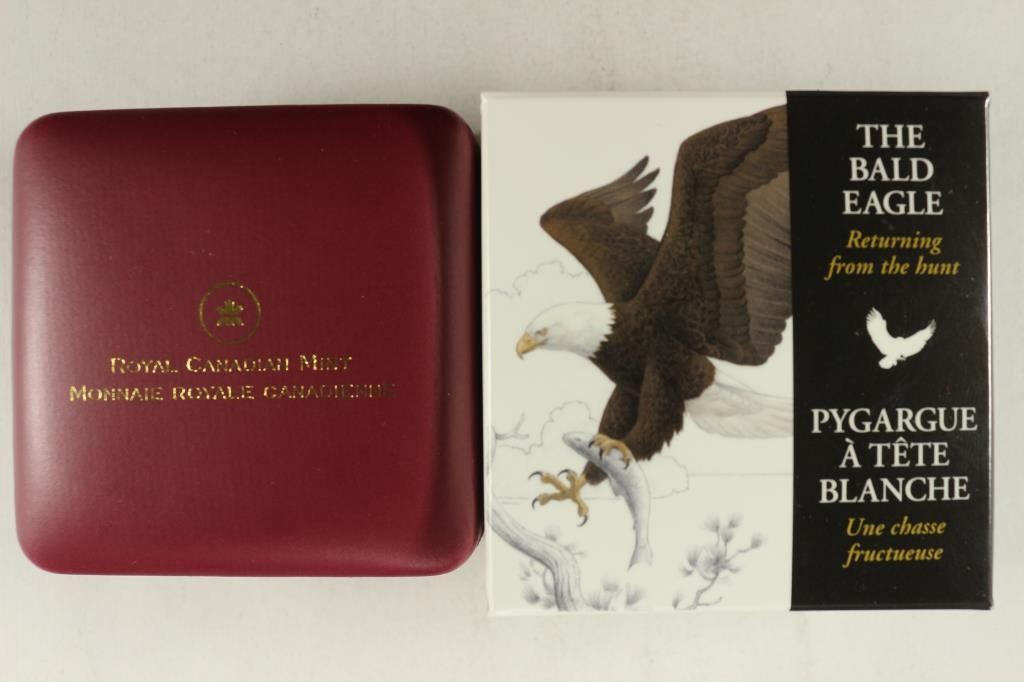 ROYAL CANADIAN MINT
MONNAIE ROYALE CANADIENNE
THE
BALD
EAGLE
Returning
from the hunt
PYGARGUE
À TÊTE
BLANCHE
Une chasse
fructueuse